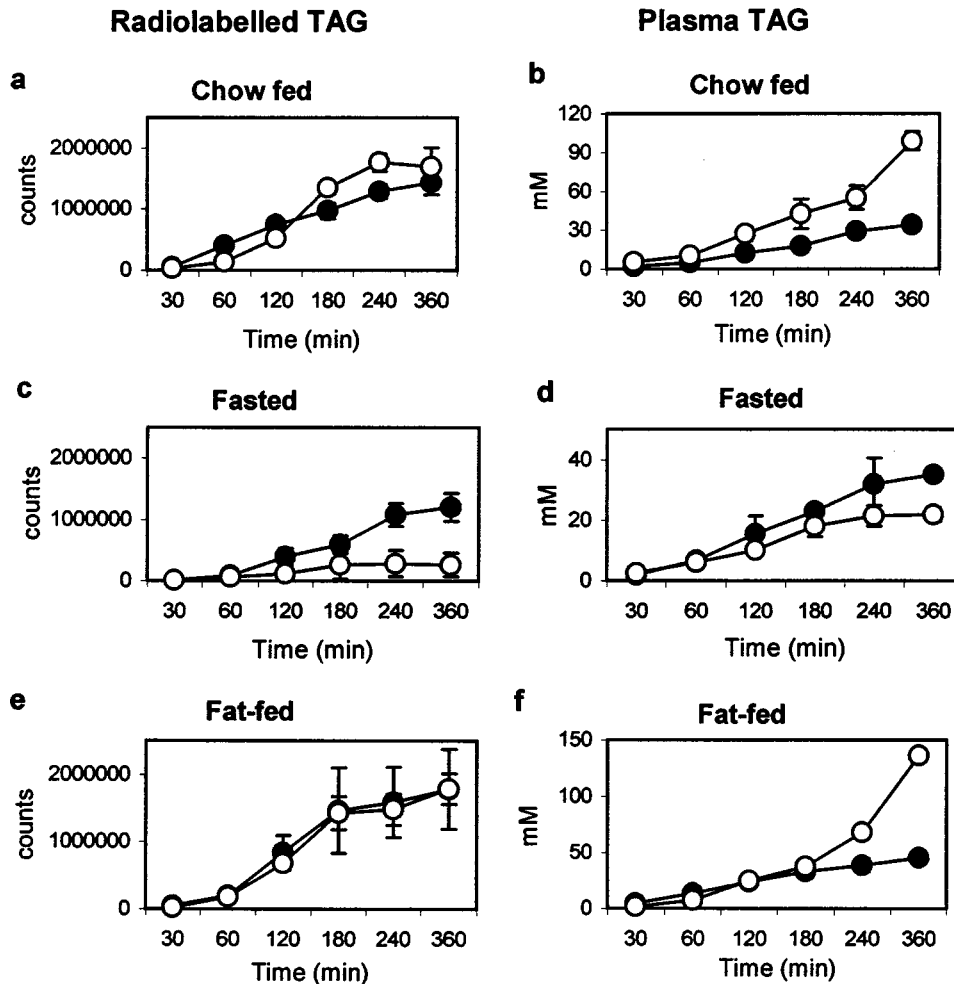 Radiolabelled TAG
Plasma TAG
a
Chow fed
counts
2000000
1000000
0
30 60 120 180 240 360
Time (min)
b
Chow fed
mM
120
90
60
30
0
30 60 120 180 240 360
Time (min)
c
Fasted
counts
2000000
1000000
0
30 60 120 180 240 360
Time (min)
d
Fasted
mM
40
20
0
30 60 120 180 240 360
Time (min)
e
Fat-fed
counts
2000000
1000000
0
30 60 120 180 240 360
Time (min)
f
Fat-fed
mM
150
100
50
0
30 60 120 180 240 360
Time (min)